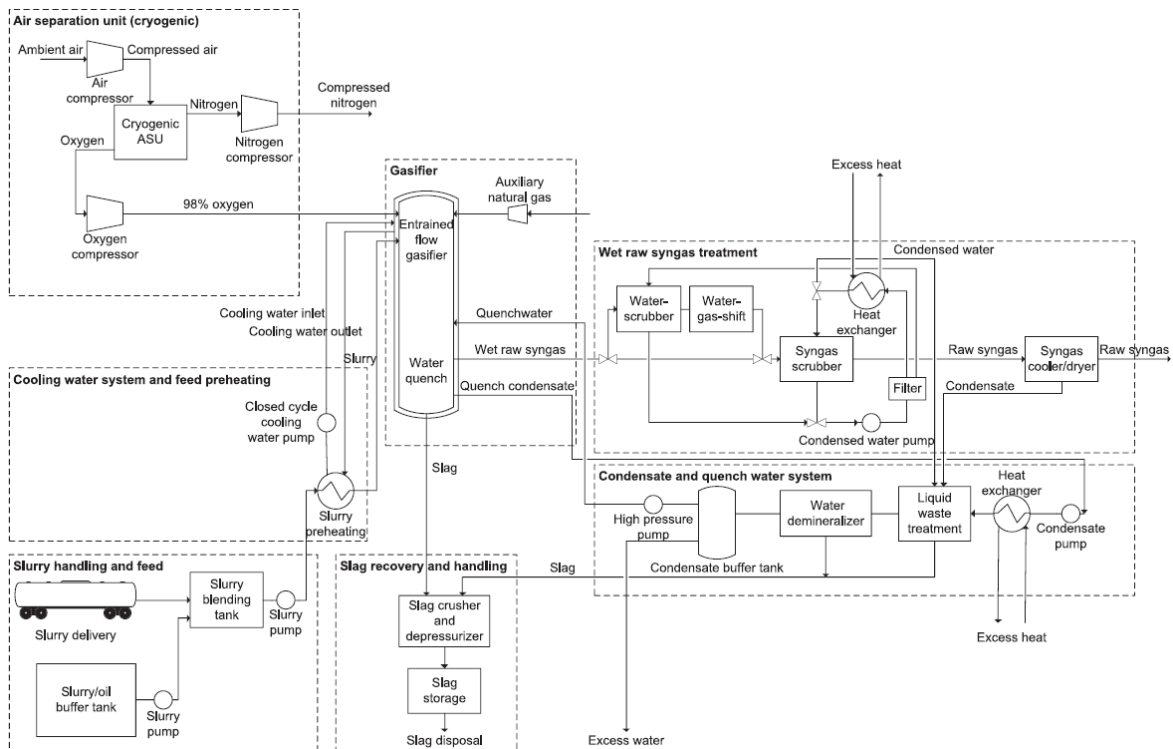 Air separation unit (cryogenic)
Ambient air
Compressed air
Air
compressor
Nitrogen
Compressed
nitrogen
Cryogenic
ASU
Oxygen
Nitrogen
compressor
98% oxygen
Oxygen
compressor
Gasifier
Auxiliary
natural gas
Entrained
flow
gasifier
Cooling water inlet
Cooling water outlet
Slurry
Quenchwater
Wet raw syngas
Water
quench
Quench condensate
Slag
Excess heat
Condensed water
Wet raw syngas treatment
Water-
scrubber
Water-
gas-shift
Heat
exchanger
Syngas
scrubber
Raw syngas
Syngas
cooler/dryer
Raw syngas
Filter
Condensate
Condensed water pump
Cooling water system and feed preheating
Closed cycle
cooling
water pump
Slurry
preheating
Condensate and quench water system
High pressure
pump
Water
demineralizer
Liquid
waste
treatment
Heat
exchanger
Condensate
pump
Condensate buffer tank
Excess heat
Slurry handling and feed
Slurry delivery
Slurry
blending
tank
Slurry
pump
Slurry/oil
buffer tank
Slurry
pump
Slag recovery and handling
Slag
Slag crusher
and
depressurizer
Slag
storage
Slag disposal
Excess water